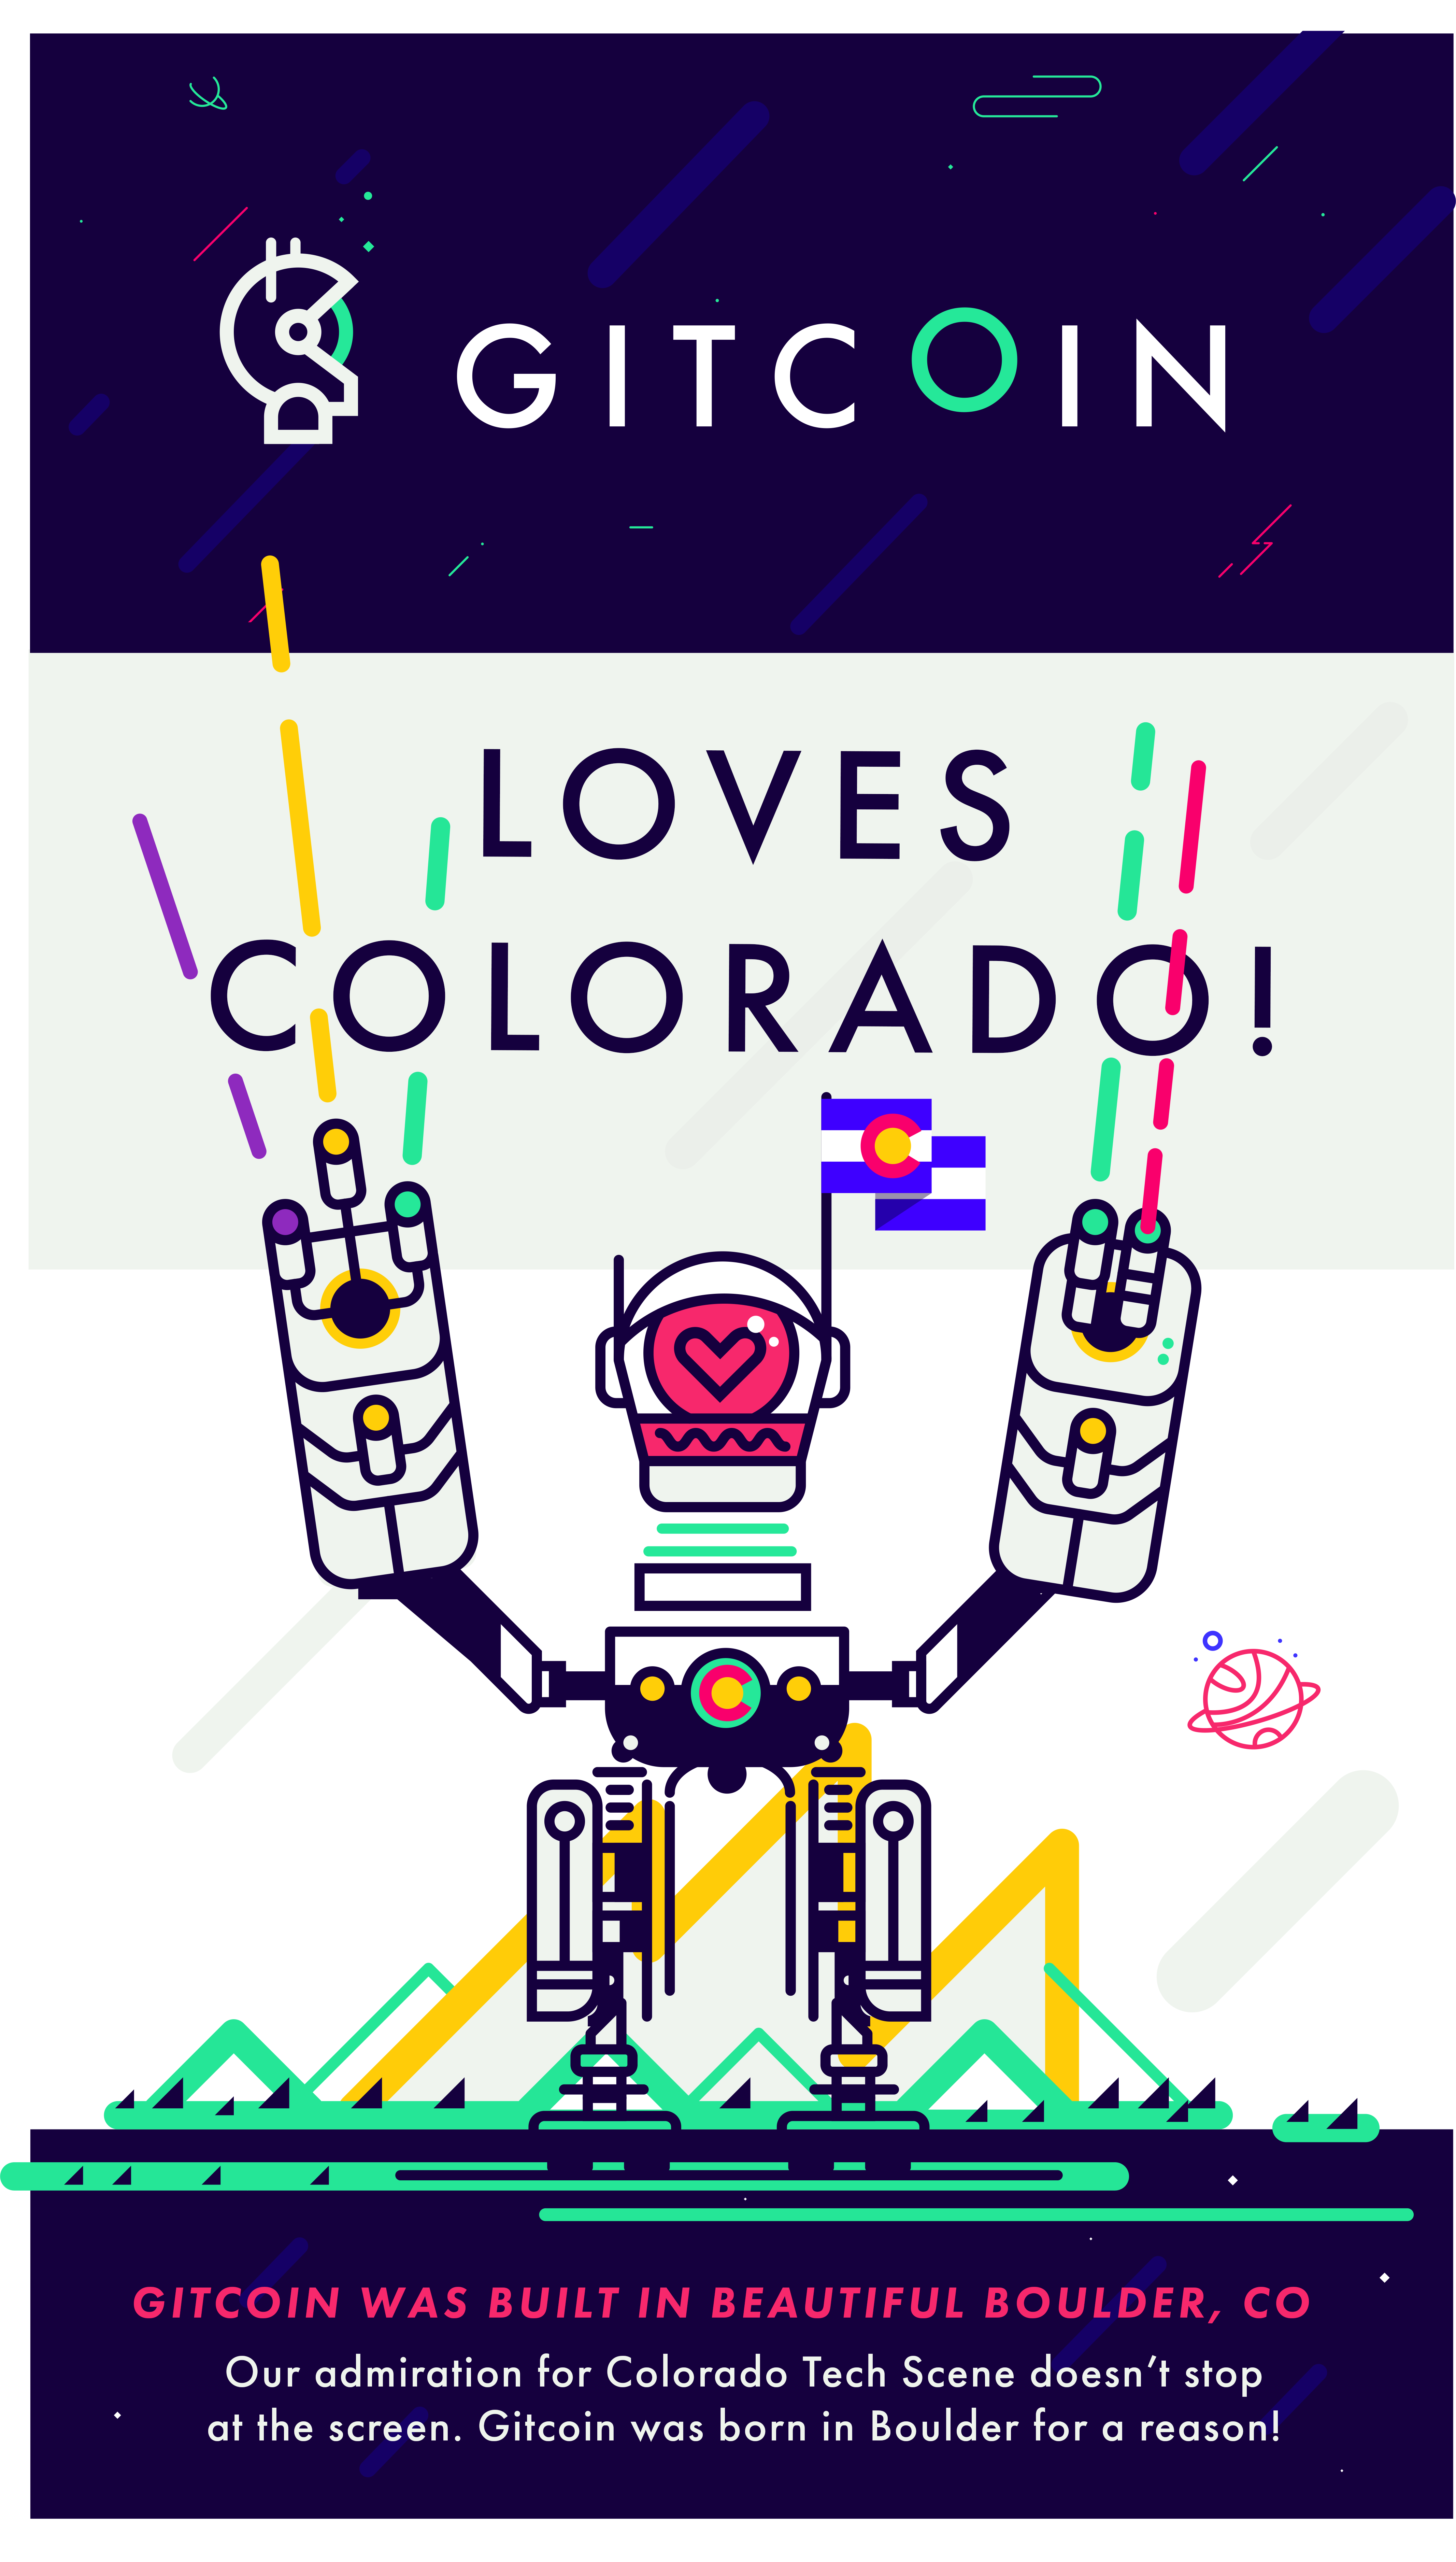 GITCOIN
LOVES
COLORADO!
GITCOIN WAS BUILT IN BEAUTIFUL BOULDER, CO
Our admiration for Colorado Tech Scene doesn’t stop
at the screen. Gitcoin was born in Boulder for a reason!